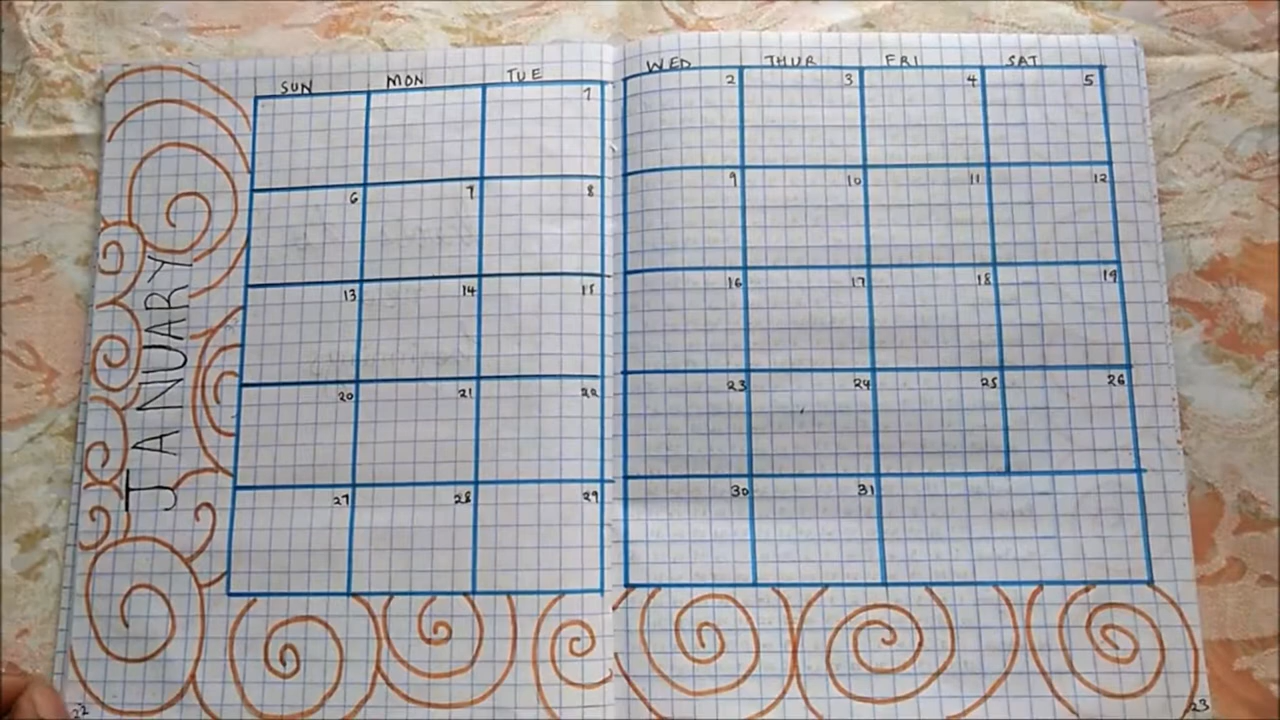 JANUARY
SUN MON TUE WED THUR FRI SAT
1 2 3 4 5
6 7 8 9 10 11 12
13 14 15 16 17 18 19
20 21 22 23 24 25 26
27 28 29 30 31
22 23